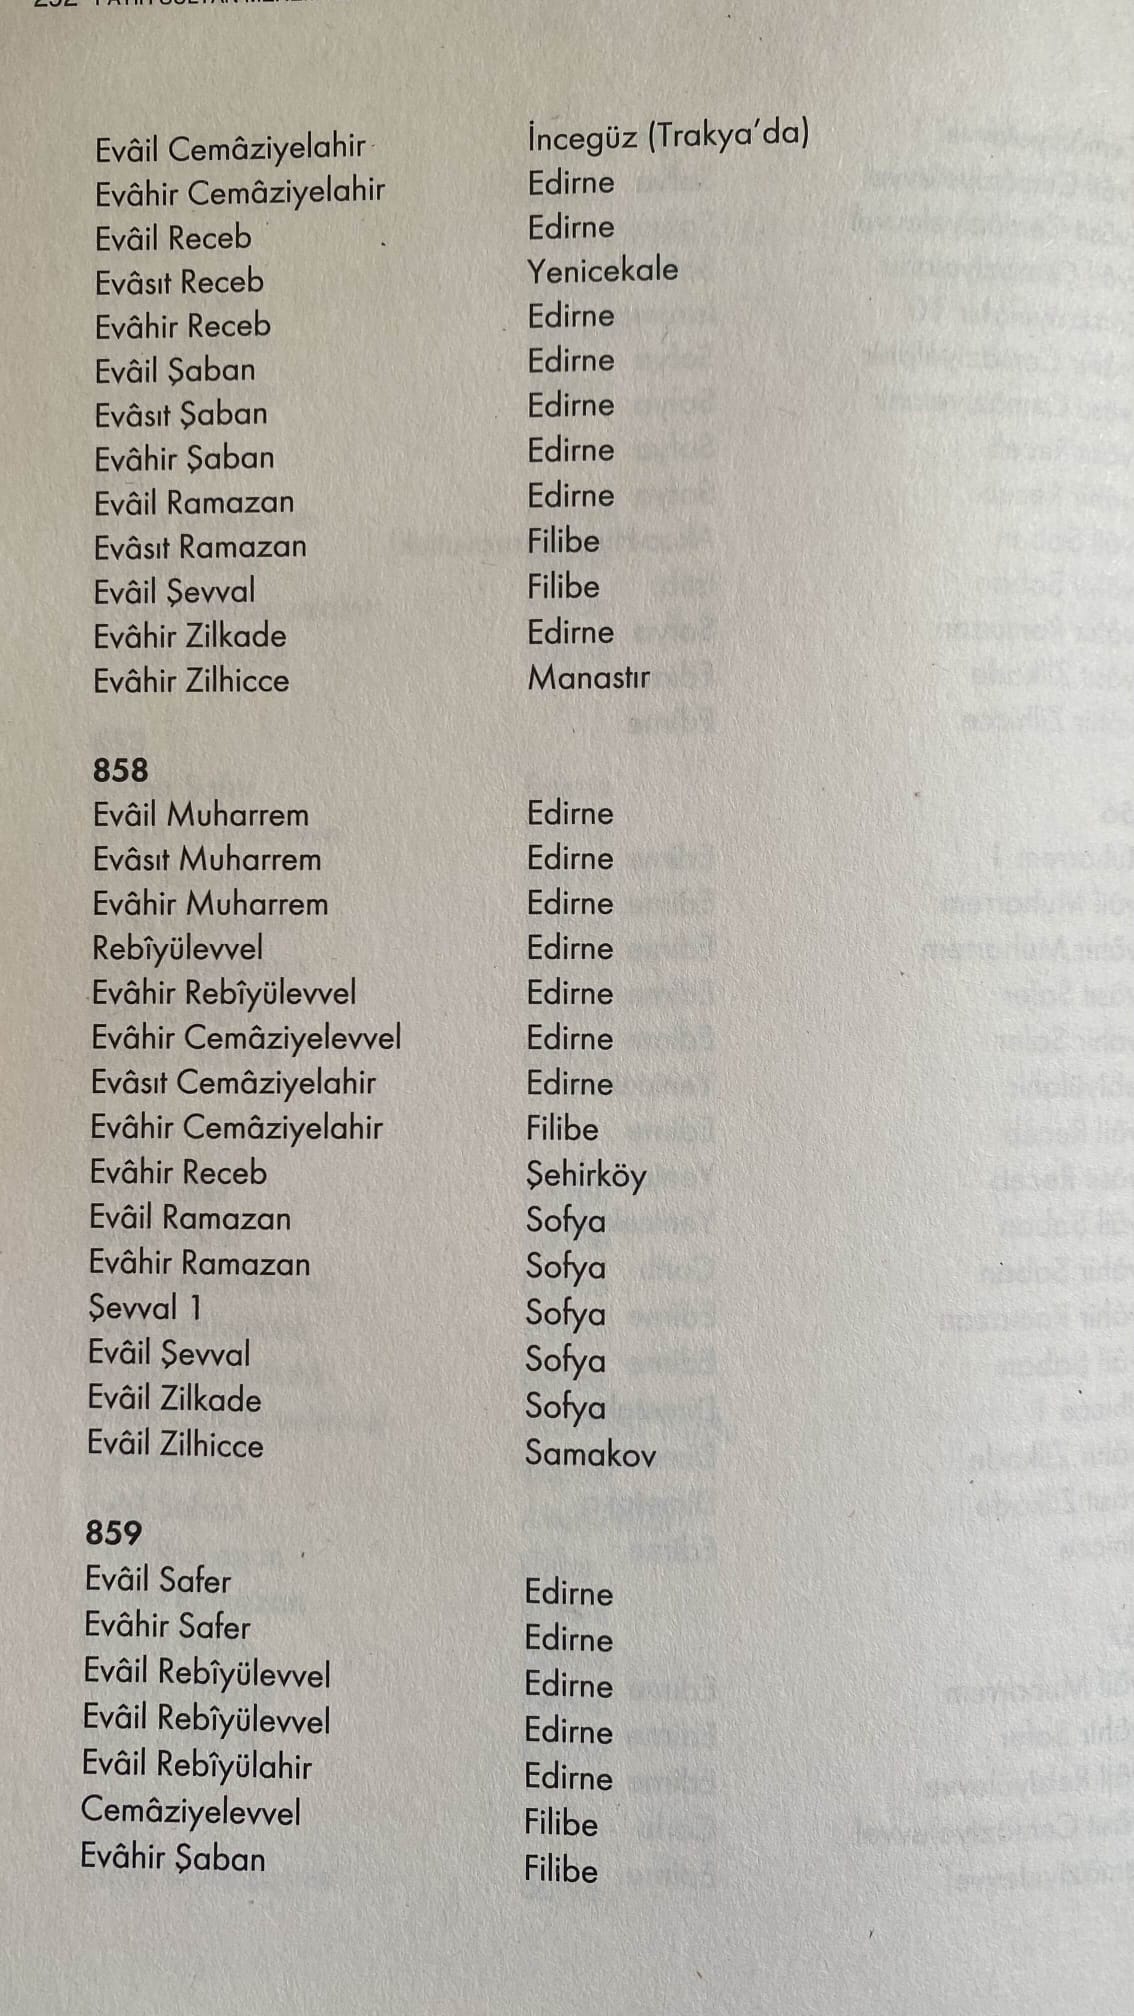 Evâil Cemâziyelahir İncegüz (Trakya'da)
Evâhir Cemâziyelahir Edirne
Evâil Receb Edirne
Evâsıt Receb Yenicekale
Evâhir Receb Edirne
Evâil Şaban Edirne
Evâsıt Şaban Edirne
Evâhir Şaban Edirne
Evâil Ramazan Edirne
Evâsıt Ramazan Filibe
Evâil Şevval Filibe
Evâhir Zilkade Edirne
Evâhir Zilhicce Manastır
858
Evâil Muharrem Edirne
Evâsıt Muharrem Edirne
Evâhir Muharrem Edirne
Rebîyülevvel Edirne
Evâhir Rebîyülevvel Edirne
Evâhir Cemâziyelevvel Edirne
Evâsıt Cemâziyelahir Edirne
Evâhir Cemâziyelahir Filibe
Evâhir Receb Şehirköy
Evâil Ramazan Sofya
Evâhir Ramazan Sofya
Şevval 1 Sofya
Evâil Şevval Sofya
Evâil Zilkade Sofya
Evâil Zilhicce Samakov
859
Evâil Safer Edirne
Evâhir Safer Edirne
Evâil Rebîyülevvel Edirne
Evâil Rebîyülevvel Edirne
Evâil Rebîyülahir Edirne
Cemâziyelevvel Filibe
Evâhir Şaban Filibe